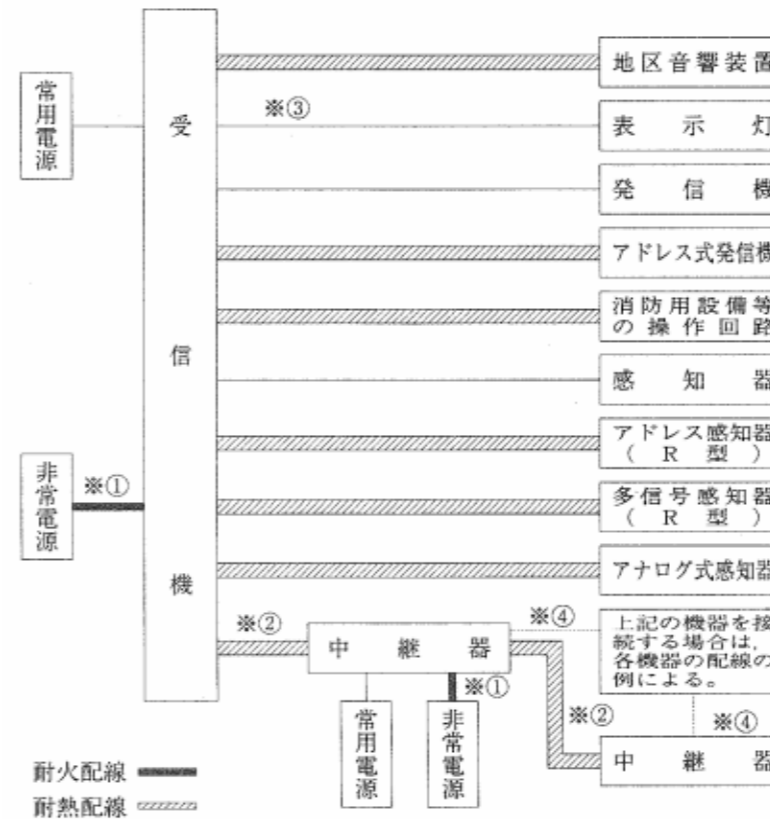 地区音響装置
常用電源
※③
表示灯
受信機
発信機
アドレス式発信機
消防用設備等
の操作回路
感知器
アドレス感知器
(R型)
非常電源
※①
多信号感知器
(R型)
アナログ式感知器
※②
中継器
※④
上記の機器を接
続する場合は,
各機器の配線の
例による。
※①
常用電源
非常電源
※②
※④
中継器
耐火配線
耐熱配線